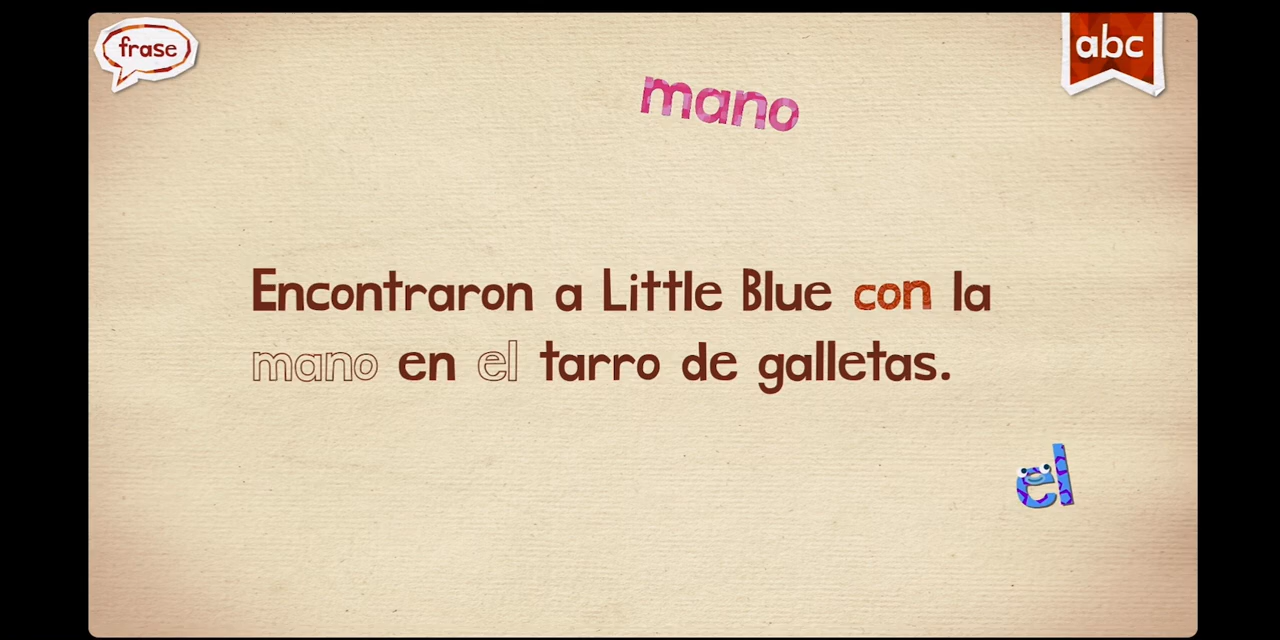 frase
abc
mano
Encontraron a Little Blue con la
mano en el tarro de galletas.
el